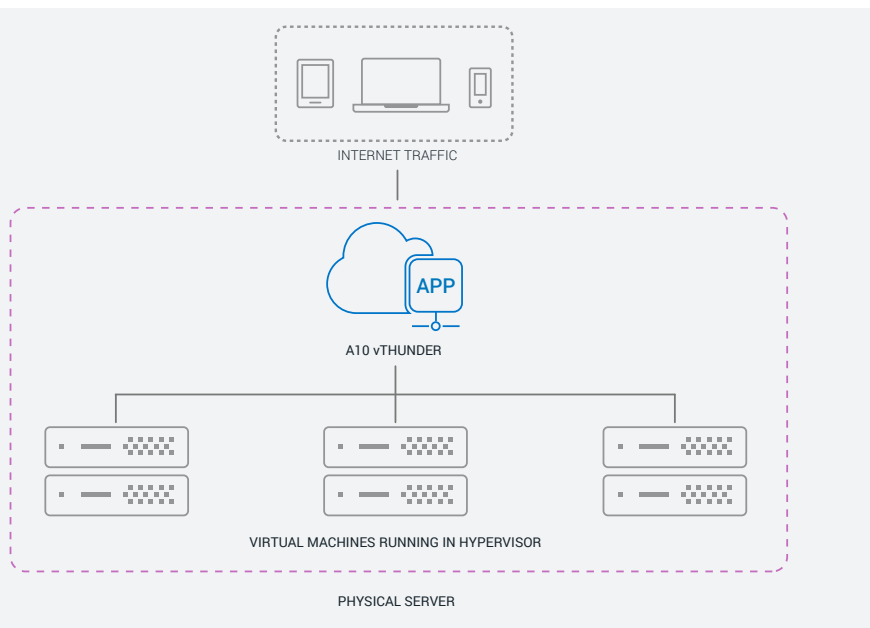 INTERNET TRAFFIC
APP
A10 vTHUNDER
VIRTUAL MACHINES RUNNING IN HYPERVISOR
PHYSICAL SERVER